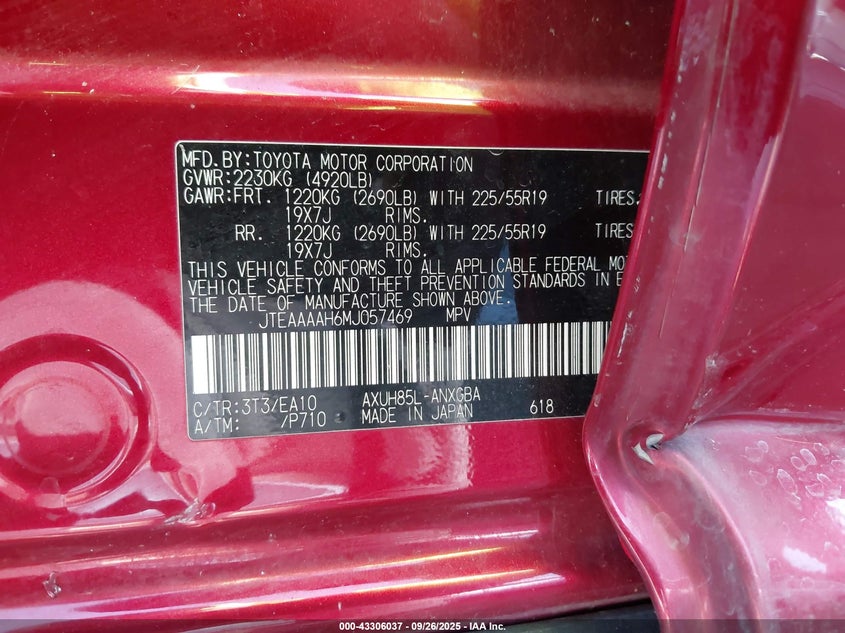 MFD.BY:TOYOTA MOTOR CORPORATION
GVWR:2230KG (4920LB)
GAWR:FRT. 1220KG (2690LB) WITH 225/55R19 TIRES.
19X7J RIMS.
RR. 1220KG (2690LB) WITH 225/55R19 TIRES
19X7J RIMS.
THIS VEHICLE CONFORMS TO ALL APPLICABLE FEDERAL
VEHICLE SAFETY AND THEFT PREVENTION STANDARDS IN
THE DATE OF MANUFACTURE SHOWN ABOVE.
JTEAAAAH6MJ057469 MPV
C/TR:3T3/EA10 AXUH85L-ANXGBA
A/TM: /P710 MADE IN JAPAN 618
000-43306037 - 09/26/2025 - IAA Inc.